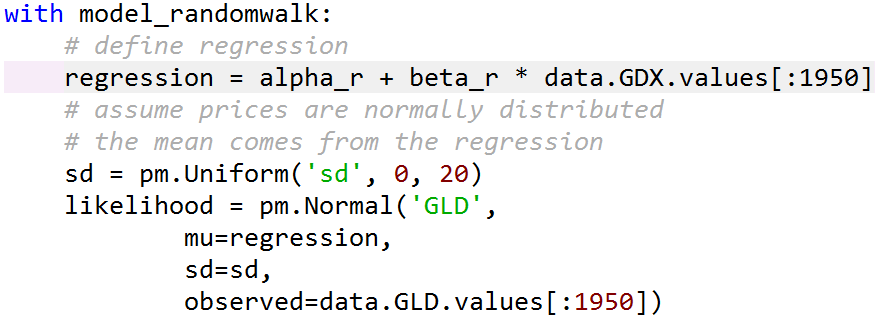 with model_randomwalk:
    # define regression
    regression = alpha_r + beta_r * data.GDX.values[:1950]
    # assume prices are normally distributed
    # the mean comes from the regression
    sd = pm.Uniform('sd', 0, 20)
    likelihood = pm.Normal('GLD',
            mu=regression,
            sd=sd,
            observed=data.GLD.values[:1950])